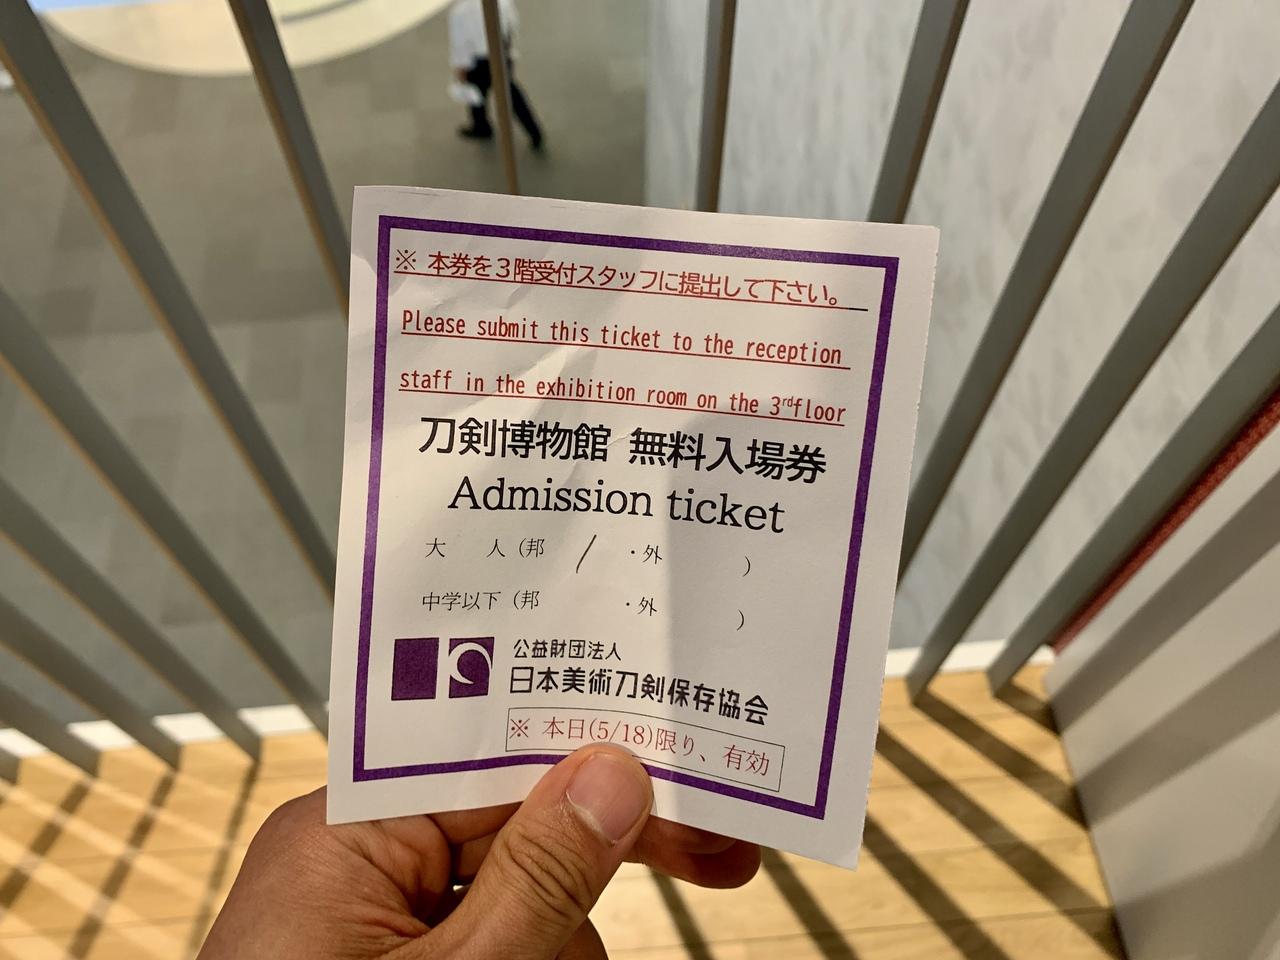 ※ 本券を3階受付スタッフに提出して下さい。
Please submit this ticket to the reception
staff in the exhibition room on the 3rdfloor
刀剣博物館 無料入場券
Admission ticket
大 人（邦 / ・外 ）
中学以下（邦 ・外 ）
公益財団法人
日本美術刀剣保存協会
※ 本日(5/18)限り、有効